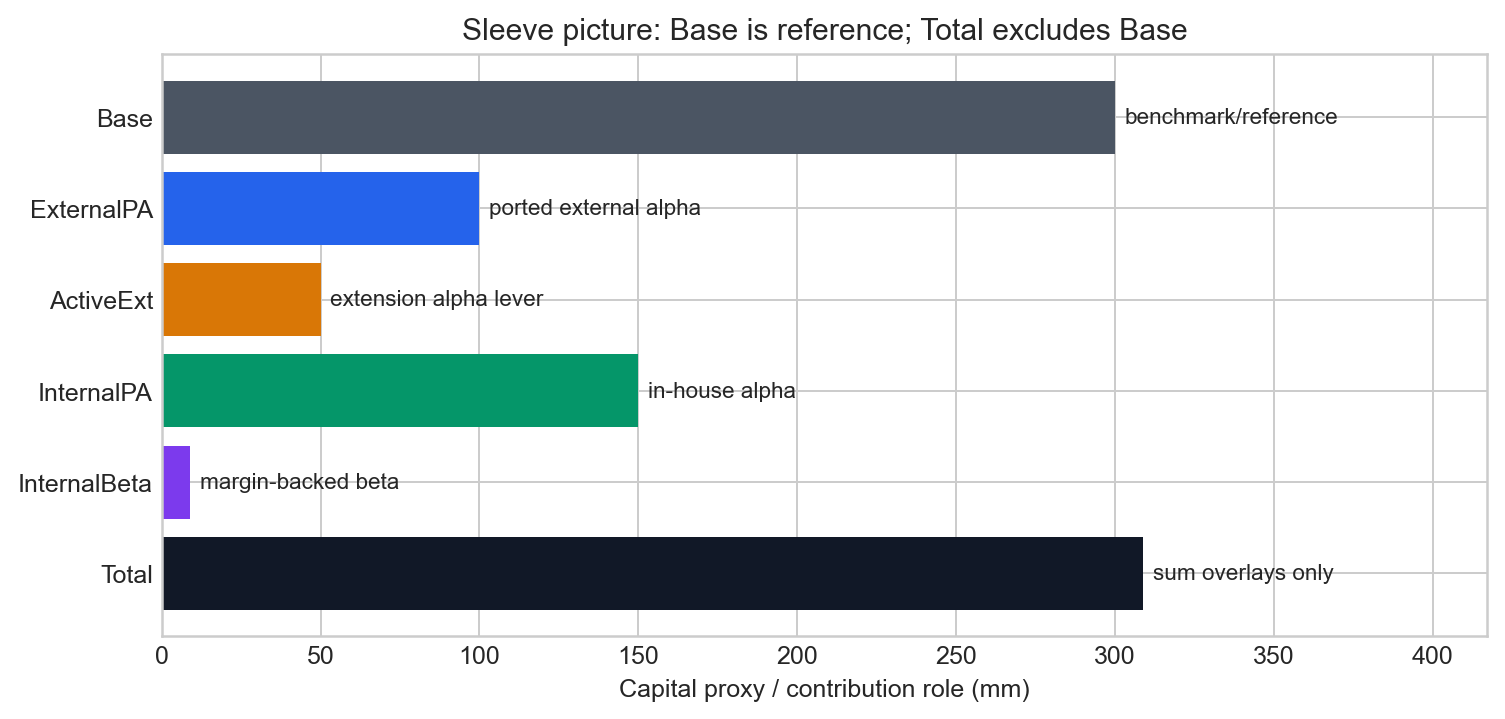 Sleeve picture: Base is reference; Total excludes Base
Base
benchmark/reference
ExternalPA
ported external alpha
ActiveExt
extension alpha lever
InternalPA
in-house alpha
InternalBeta
margin-backed beta
Total
sum overlays only
0 50 100 150 200 250 300 350 400
Capital proxy / contribution role (mm)